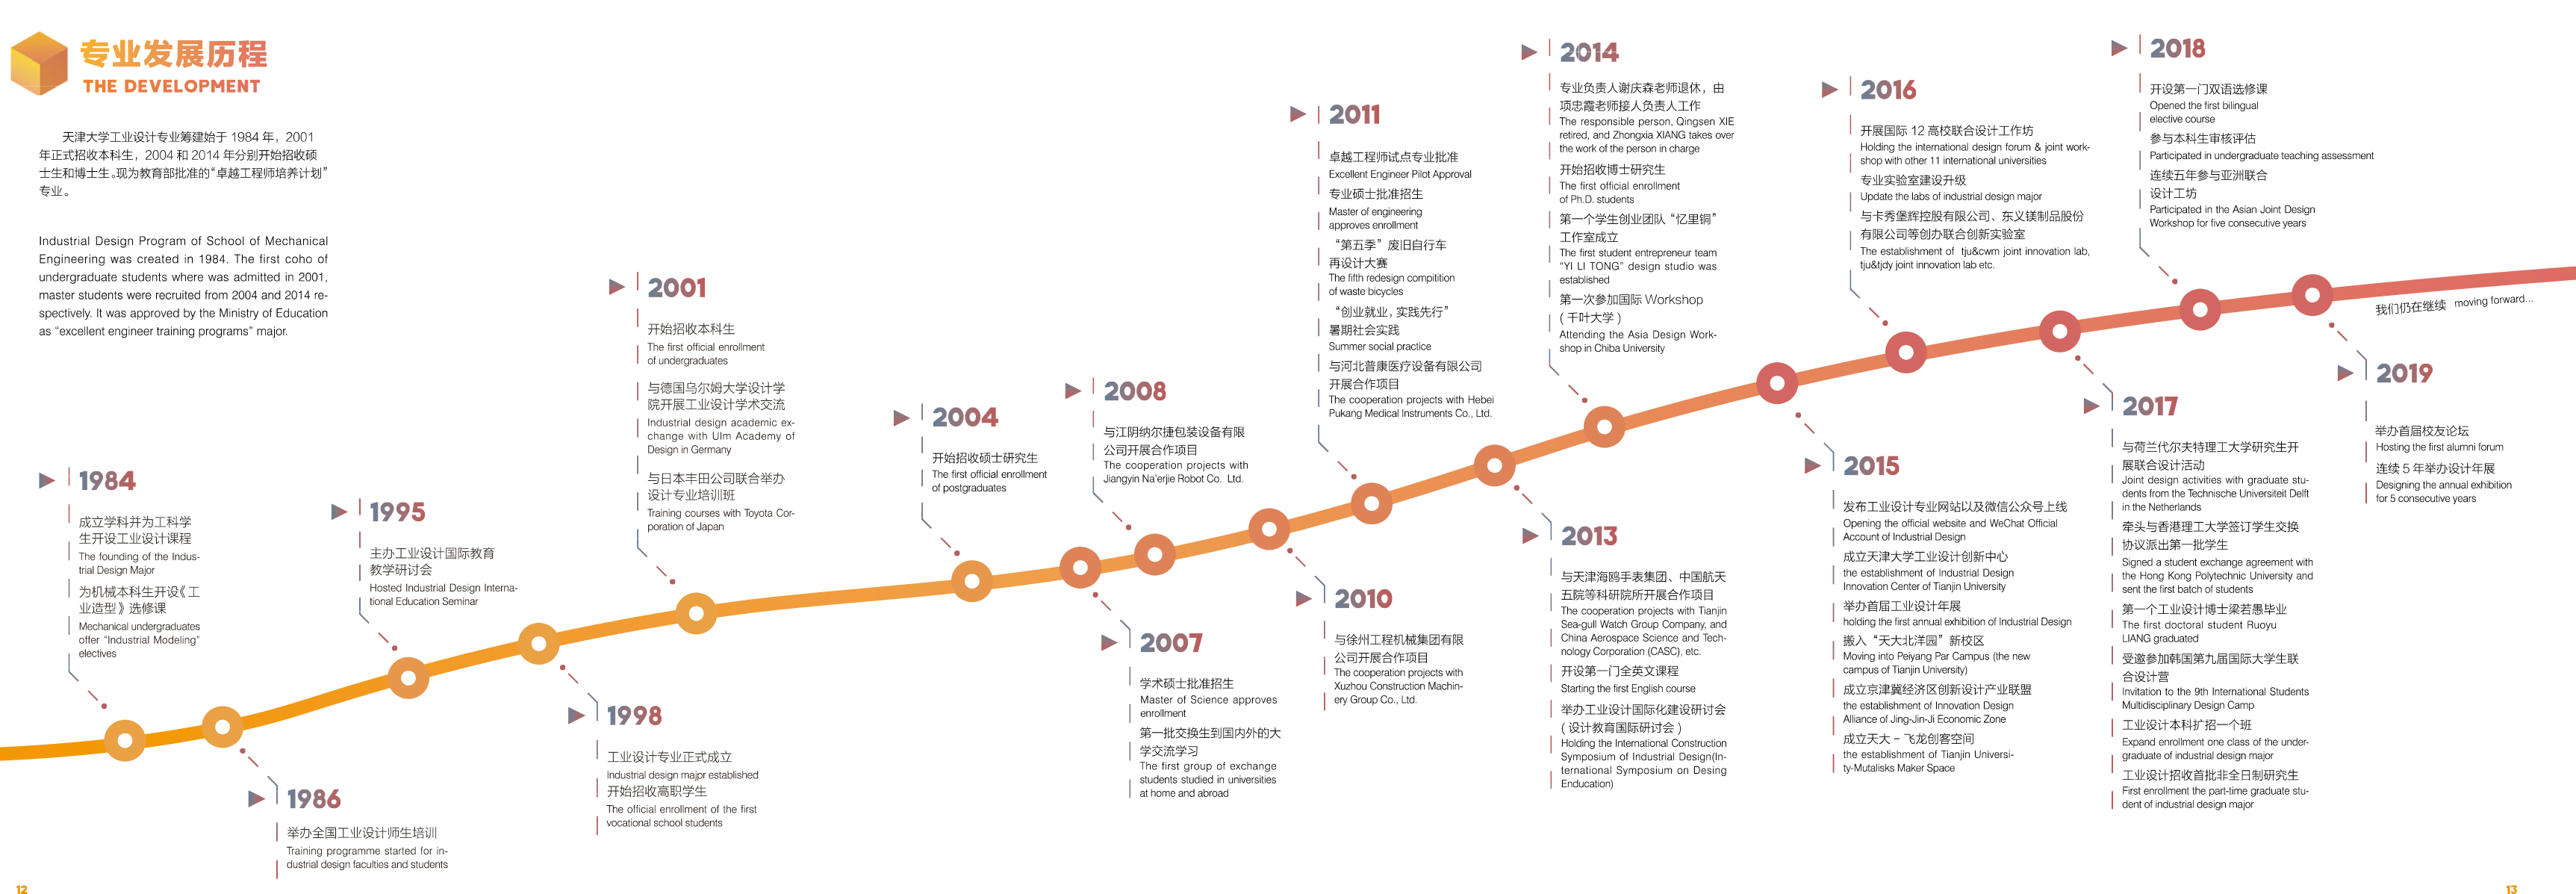 专业发展历程
THE DEVELOPMENT
天津大学工业设计专业筹建始于 1984 年，2001
年正式招收本科生，2004 和 2014 年分别开始招收硕
士生和博士生。现为教育部批准的“卓越工程师培养计划”
专业。
Industrial Design Program of School of Mechanical
Engineering was created in 1984. The first coho of
undergraduate students where was admitted in 2001,
master students were recruited from 2004 and 2014 re-
spectively. It was approved by the Ministry of Education
as “excellent engineer training programs” major.
1984
成立学科并为工科学
生开设工业设计课程
The founding of the Indus-
trial Design Major
为机械本科生开设《工
业造型》选修课
Mechanical undergraduates
offer “Industrial Modeling”
electives
1986
举办全国工业设计师生培训
Training programme started for in-
dustrial design faculties and students
1995
主办工业设计国际教育
教学研讨会
Hosted Industrial Design Interna-
tional Education Seminar
1998
工业设计专业正式成立
Industrial design majpr established
开始招收高职学生
The official enrollment of the first
vocational school students
2001
开始招收本科生
The first official enrollment
of undergraduates
与德国乌尔姆大学设计学
院开展工业设计学术交流
Industrial design academic ex-
change with Ulm Academy of
Design in Germany
与日本丰田公司联合举办
设计专业培训班
Training courses with Toyota Cor-
poration of Japan
2004
开始招收硕士研究生
The first official enrollment
of postgraduates
2007
学术硕士批准招生
Master of Science approves
enrollment
第一批交换生到国内外的大
学交流学习
The first group of exchange
students studied in universities
at home and abroad
2008
与江阴纳尔捷包装设备有限
公司开展合作项目
The cooperation projects with
Jiangyin Na’erjie Robot Co. Ltd.
2010
与徐州工程机械集团有限
公司开展合作项目
The cooperation projects with
Xuzhou Construction Machin-
ery Group Co., Ltd.
2011
卓越工程师试点专业批准
Excellent Engineer Pilot Approval
专业硕士批准招生
Master of engineering
approves enrollment
“第五季”废旧自行车
再设计大赛
The fifth redesign compitition
of waste bicycles
“创业就业，实践先行”
暑期社会实践
Summer social practice
与河北普康医疗设备有限公司
开展合作项目
The cooperation projects with Hebei
Pukang Medical Instruments Co., Ltd.
2013
与天津海鸥手表集团、中国航天
五院等科研院所开展合作项目
The cooperation projects with Tianjin
Sea-gull Watch Group Company, and
China Aerospace Science and Tech-
nology Corporation (CASC), etc.
开设第一门全英文课程
Starting the first English course
举办工业设计国际化建设研讨会
( 设计教育国际研讨会 )
Holding the International Construction
Symposium of Industrial Design(In-
ternational Symposium on Desing
Enducation)
2014
专业负责人谢庆森老师退休，由
项忠霞老师接人负责人工作
The responsible person, Qingsen XIE
retired, and Zhongxia XIANG takes over
the work of the person in charge
开始招收博士研究生
The first official enrollment
of Ph.D. students
第一个学生创业团队“忆里铜”
工作室成立
The first student entrepreneur team
“YI LI TONG” design studio was
established
第一次参加国际 Workshop
( 千叶大学 )
Attending the Asia Design Work-
shop in Chiba University
2015
发布工业设计专业网站以及微信公众号上线
Opening the official website and WeChat Official
Account of Industrial Design
成立天津大学工业设计创新中心
the establishment of Industrial Design
Innovation Center of Tianjin University
举办首届工业设计年展
holding the first annual exhibition of Industrial Design
搬入“天大北洋园”新校区
Moving into Peiyang Par Campus (the new
campus of Tianjin University)
成立京津冀经济区创新设计产业联盟
the establishment of Innovation Design
Alliance of Jing-Jin-Ji Economic Zone
成立天大 – 飞龙创客空间
the establishment of Tianjin Universi-
ty-Mutalisks Maker Space
2016
开展国际 12 高校联合设计工作坊
Holding the international design forum & joint work-
shop with other 11 international universities
专业实验室建设升级
Update the labs of industrial design major
与卡秀堡辉控股有限公司、东义镁制品股份
有限公司等创办联合创新实验室
The establishment of tju&cwm joint innovation lab,
tju&tjdy joint innovation lab etc.
2017
与荷兰代尔夫特理工大学研究生开
展联合设计活动
Joint design activities with graduate stu-
dents from the Technische Universiteit Delft
in the Netherlands
牵头与香港理工大学签订学生交换
协议派出第一批学生
Signed a student exchange agreement with
the Hong Kong Polytechnic University and
sent the first batch of students
第一个工业设计博士梁若愚毕业
The first doctoral student Ruoyu
LIANG graduated
受邀参加韩国第九届国际大学生联
合设计营
Invitation to the 9th International Students
Multidisciplinary Design Camp
工业设计本科扩招一个班
Expand enrollment one class of the under-
graduate of industrial design major
工业设计招收首批非全日制研究生
First enrollment the part-time graduate stu-
dent of industrial design major
2018
开设第一门双语选修课
Opened the first bilingual
elective course
参与本科生审核评估
Participated in undergraduate teaching assessment
连续五年参与亚洲联合
设计工坊
Participated in the Asian Joint Design
Workshop for five consecutive years
2019
举办首届校友论坛
Hosting the first alumni forum
连续 5 年举办设计年展
Designing the annual exhibition
for 5 consecutive years
我们仍在继续 moving forward...
12
13